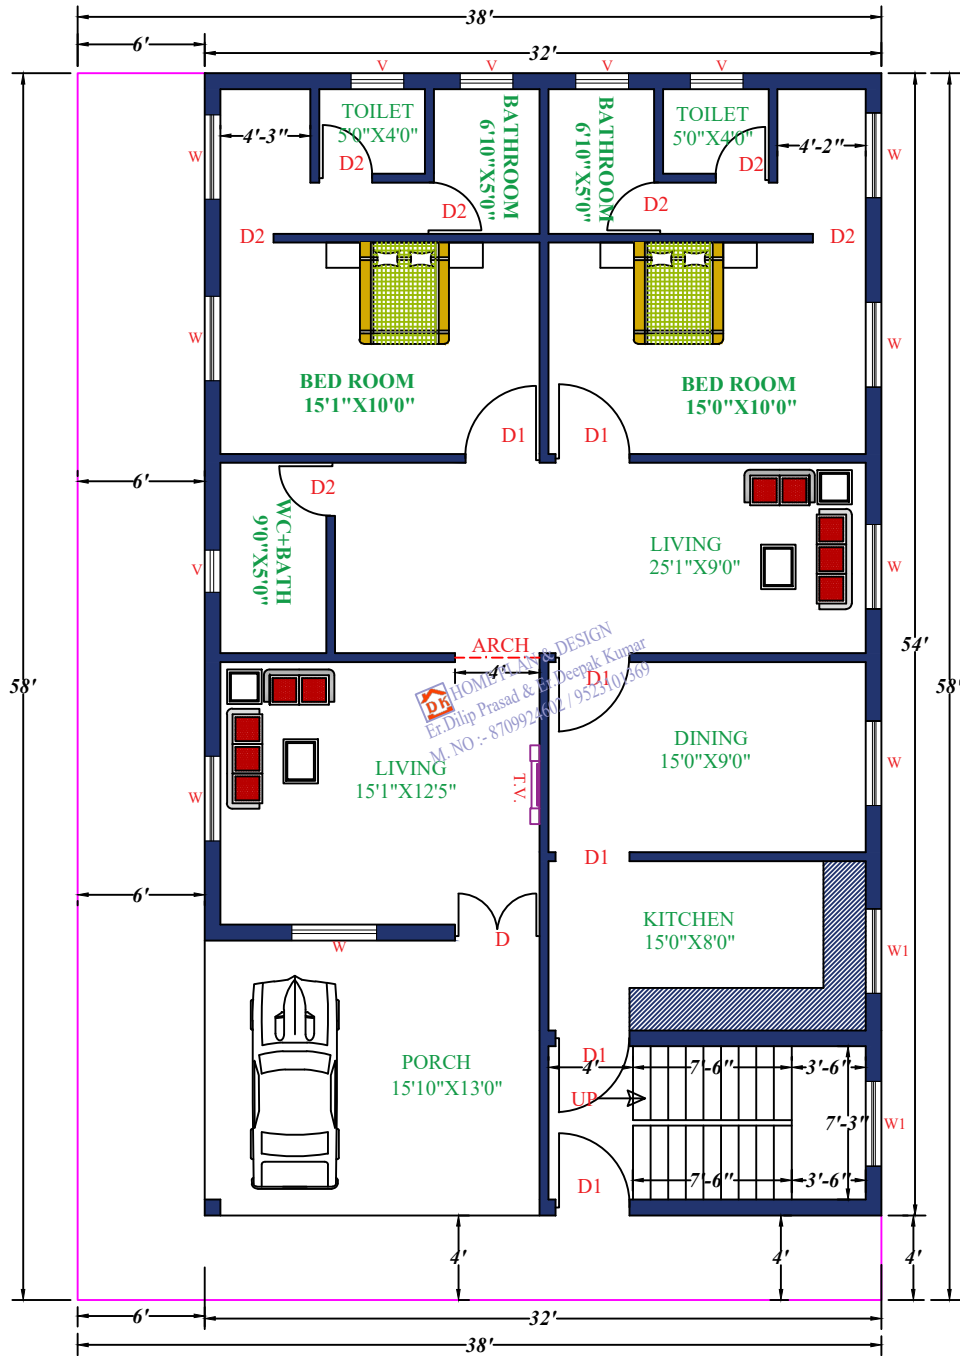 38'
6'
32'
V
V
V
V
TOILET
5'0"X4'0"
BATHROOM
6'10"X5'0"
BATHROOM
6'10"X5'0"
TOILET
5'0"X4'0"
4'-3"
4'-2"
W
W
D2
D2
D2
D2
D2
D2
W
W
BED ROOM
15'1"X10'0"
BED ROOM
15'0"X10'0"
D1
D1
6'
D2
WC+BATH
9'0"X5'0"
LIVING
25'1"X9'0"
V
W
ARCH
4'
D1
HOME PLAN & DESIGN
DK
Er.Dilip Prasad & Er.Deepak Kumar
M. NO :- 8709924602 / 9523101369
54'
58'
58'
LIVING
15'1"X12'5"
T.V.
DINING
15'0"X9'0"
W
W
D1
6'
KITCHEN
15'0"X8'0"
D
W
W1
PORCH
15'10"X13'0"
D1
4'
7'-6"
3'-6"
UP
7'-3"
W1
D1
7'-6"
3'-6"
4'
4'
4'
6'
32'
38'